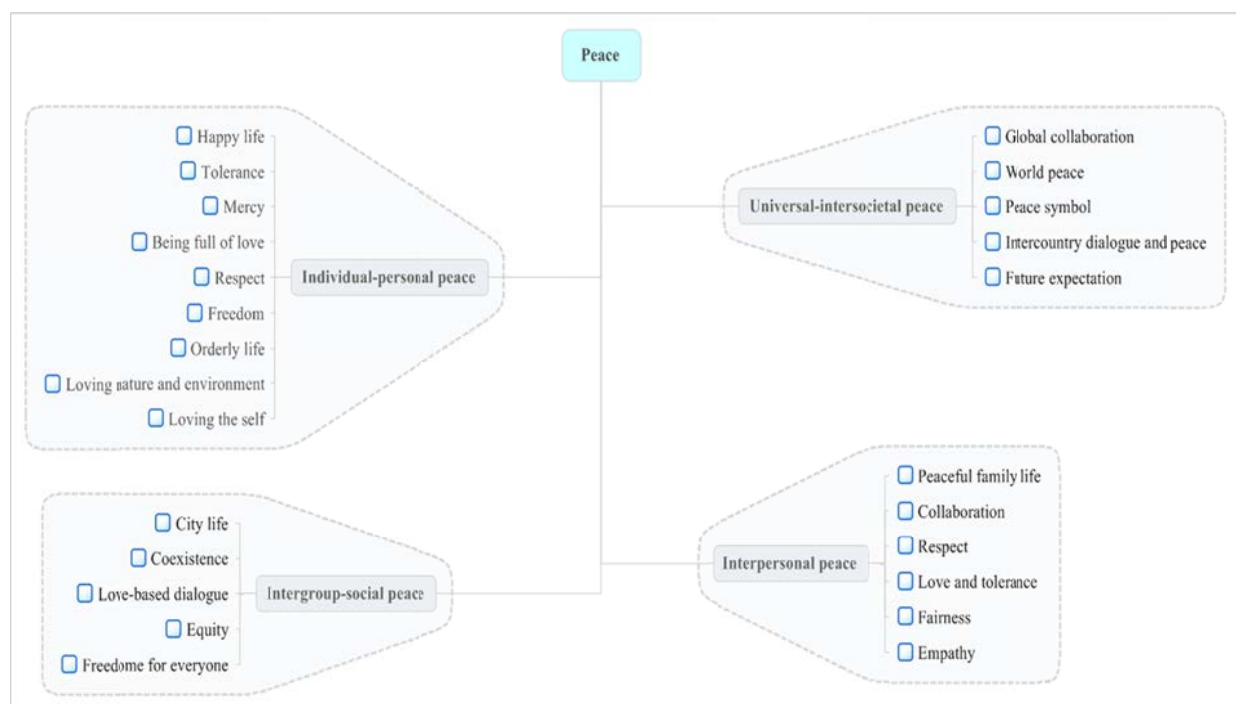 Peace
Happy life
Tolerance
Mercy
Being full of love
Respect
Freedom
Orderly life
Loving nature and environment
Loving the self
Individual-personal peace
Universal-intersocietal peace
Global collaboration
World peace
Peace symbol
Intercountry dialogue and peace
Future expectation
City life
Coexistence
Love-based dialogue
Equity
Freedome for everyone
Intergroup-social peace
Interpersonal peace
Peaceful family life
Collaboration
Respect
Love and tolerance
Fairness
Empathy